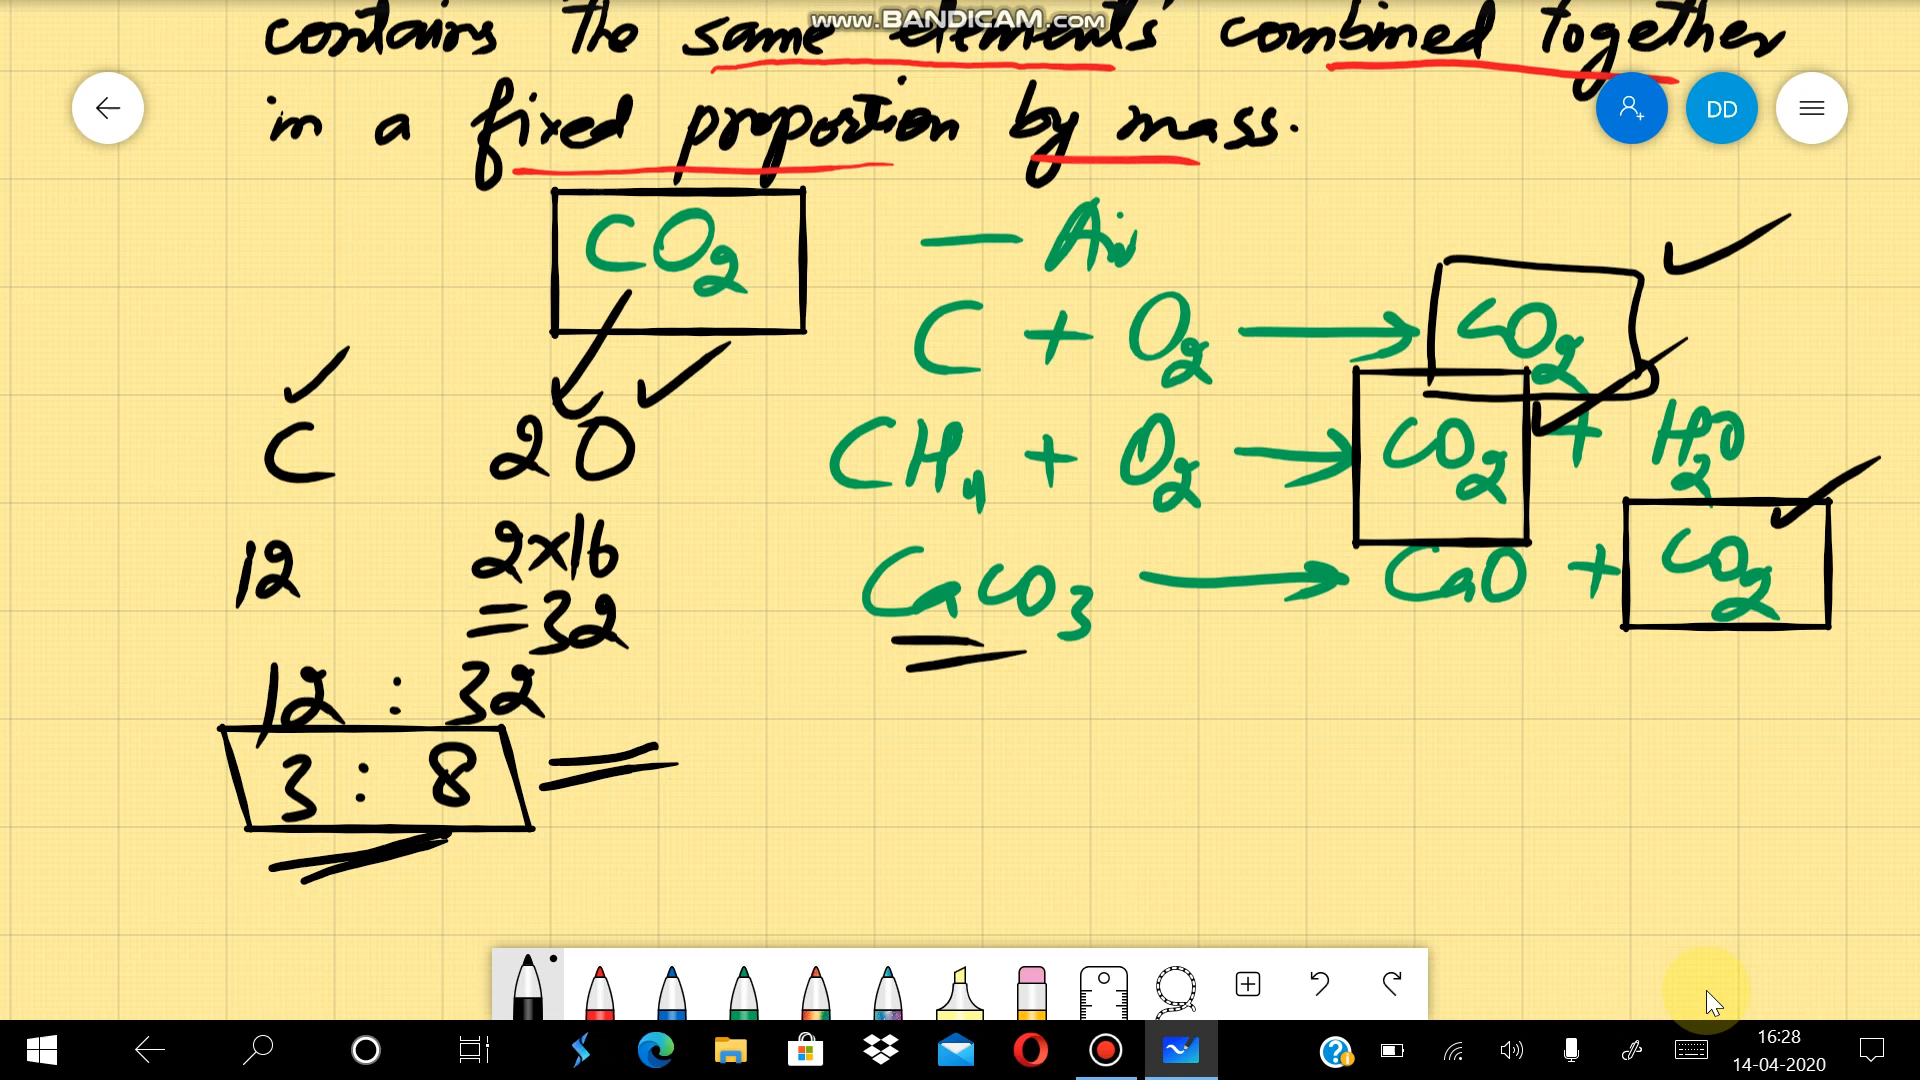 www.BANDICAM.com
contains the same elements combined together
in a fixed proportion by mass.
DD
CO2 — Air
C + O2 → CO2
C 2O
CH4 + O2 → CO2 + H2O
12 2×16
CaCO3 → CaO + CO2
=32
12 : 32
3 : 8
16:28
14-04-2020